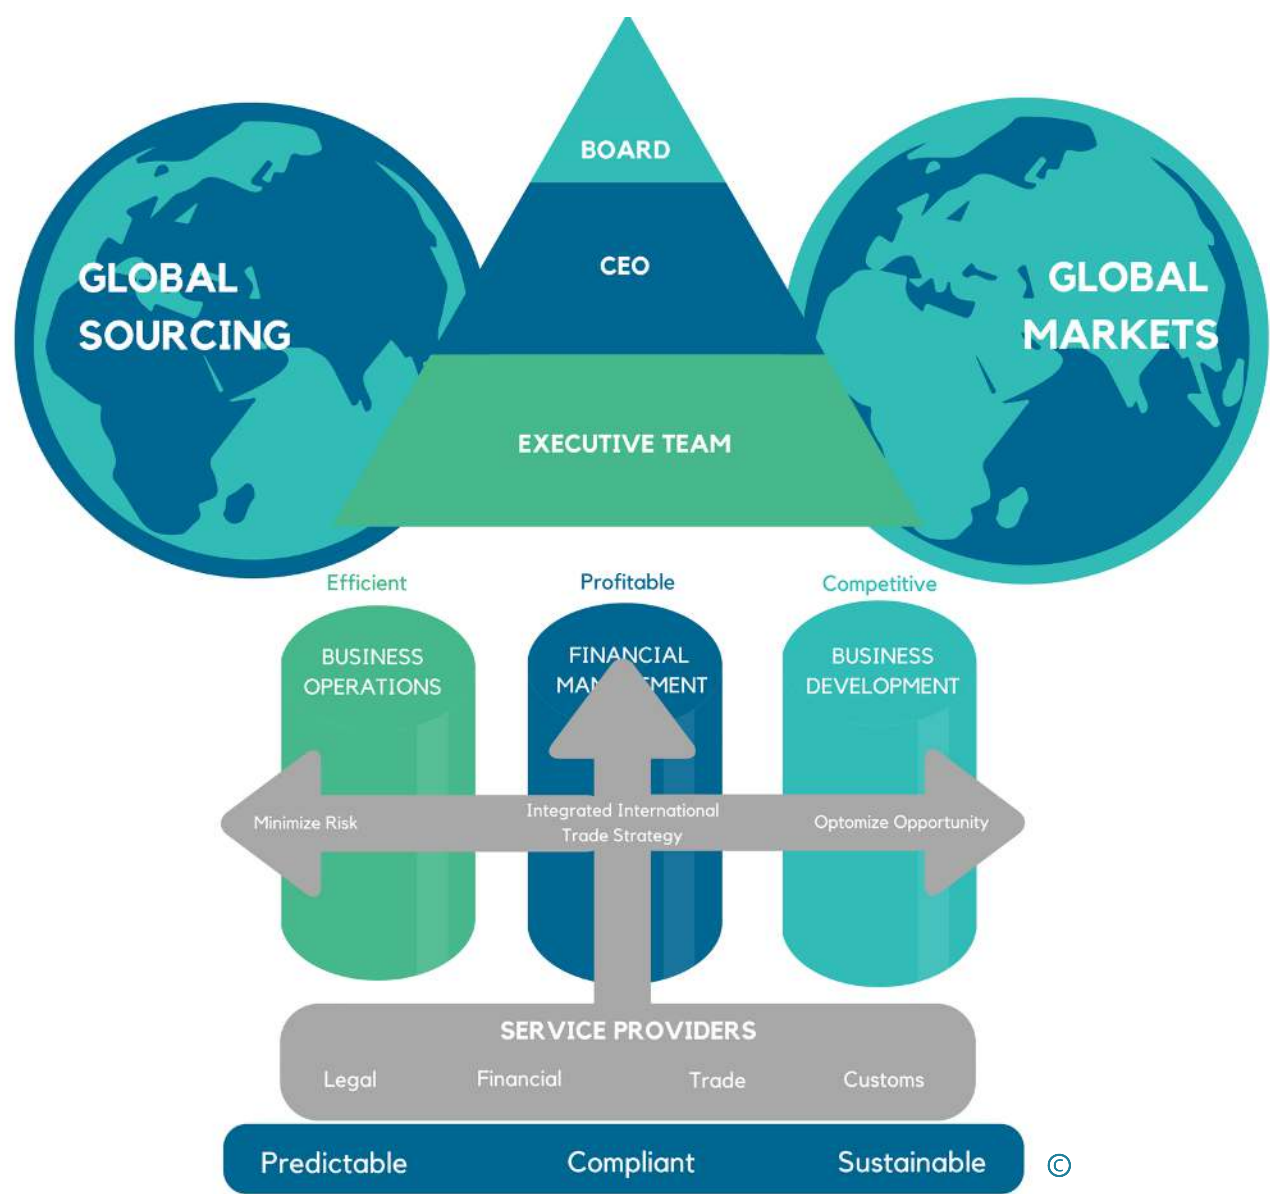 BOARD
CEO
GLOBAL
SOURCING
GLOBAL
MARKETS
EXECUTIVE TEAM
Efficient
Profitable
Competitive
BUSINESS
OPERATIONS
FINANCIAL
MANAGEMENT
BUSINESS
DEVELOPMENT
Minimize Risk
Integrated International
Trade Strategy
Optomize Opportunity
SERVICE PROVIDERS
Legal
Financial
Trade
Customs
Predictable
Compliant
Sustainable
©